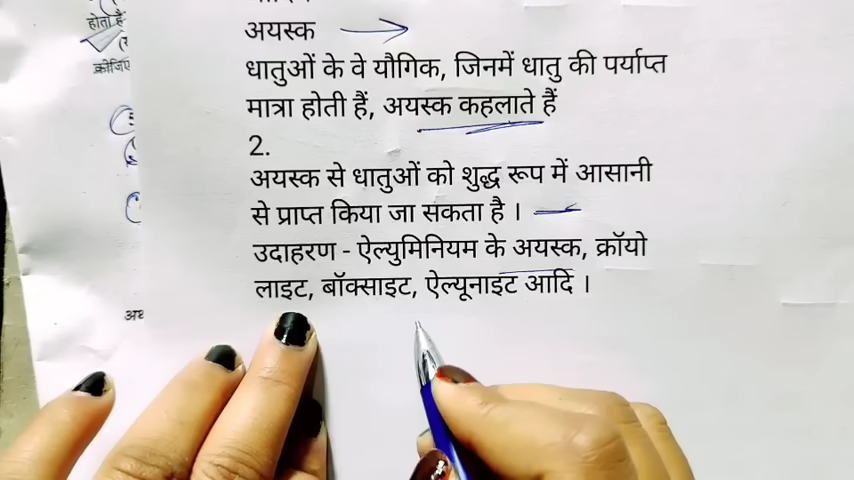 होता है
अयस्क
धातुओं के वे यौगिक, जिनमें धातु की पर्याप्त
मात्रा होती हैं, अयस्क कहलाते हैं
2.
अयस्क से धातुओं को शुद्ध रूप में आसानी
से प्राप्त किया जा सकता है ।
उदाहरण - ऐल्युमिनियम के अयस्क, क्रॉयो
लाइट, बॉक्साइट, ऐल्यूनाइट आदि ।